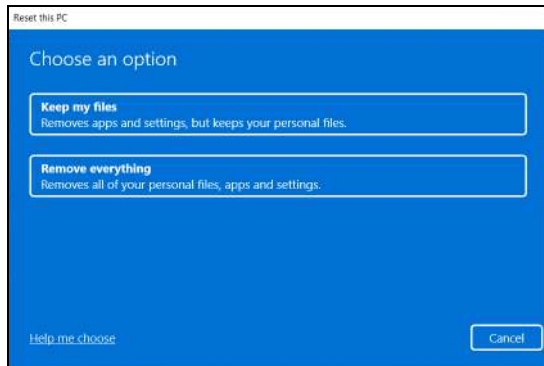 Reset this PC
Choose an option
Keep my files
Removes apps and settings, but keeps your personal files.
Remove everything
Removes all of your personal files, apps and settings.
Help me choose
Cancel